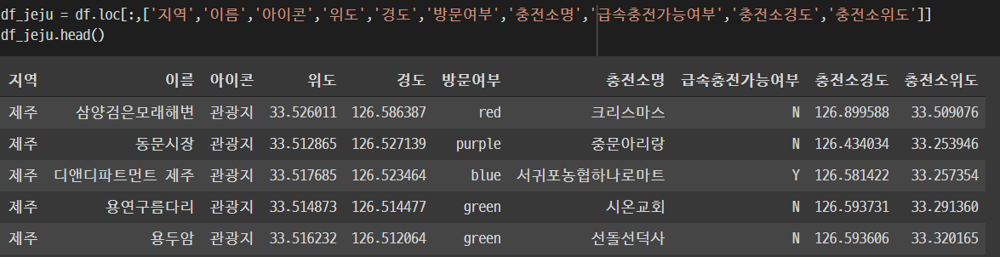 df_jeju = df.loc[:,['지역','이름','아이콘','위도','경도','방문여부','충전소명','급속충전가능여부','충전소경도','충전소위도']]
df_jeju.head()
지역 이름 아이콘 위도 경도 방문여부 충전소명 급속충전가능여부 충전소경도 충전소위도
제주 삼양검은모래해변 관광지 33.526011 126.586387 red 크리스마스 N 126.899588 33.509076
제주 동문시장 관광지 33.512865 126.527139 purple 중문아리랑 N 126.434034 33.253946
제주 디앤디파트먼트 제주 관광지 33.517685 126.523464 blue 서귀포농협하나로마트 Y 126.581422 33.257354
제주 용연구름다리 관광지 33.514873 126.514477 green 시온교회 N 126.593731 33.291360
제주 용두암 관광지 33.516232 126.512064 green 선돌선덕사 N 126.593606 33.320165